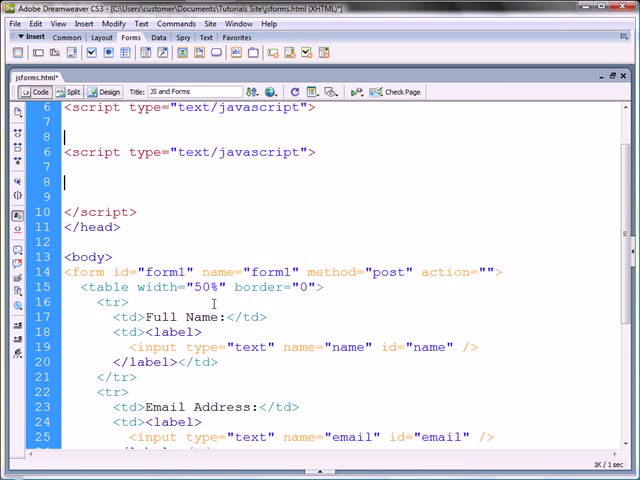 Adobe Dreamweaver CS3 - [C:\Users\customer\Documents\Tutorials Site\jsforms.html (XHTML)*]
File Edit View Insert Modify Text Commands Site Window Help
Insert Common Layout Forms Data Spry Text Favorites
jsforms.html*
Code Split Design Title: JS and Forms Check Page
6 <script type="text/javascript">
7
8
6 <script type="text/javascript">
7
8
9
10 </script>
11 </head>
12
13 <body>
14 <form id="form1" name="form1" method="post" action="">
15 <table width="50%" border="0">
16 <tr>
17 <td>Full Name:</td>
18 <td><label>
19 <input type="text" name="name" id="name" />
20 </label></td>
21 </tr>
22 <tr>
23 <td>Email Address:</td>
24 <td><label>
25 <input type="text" name="email" id="email" />
1K / 1 sec